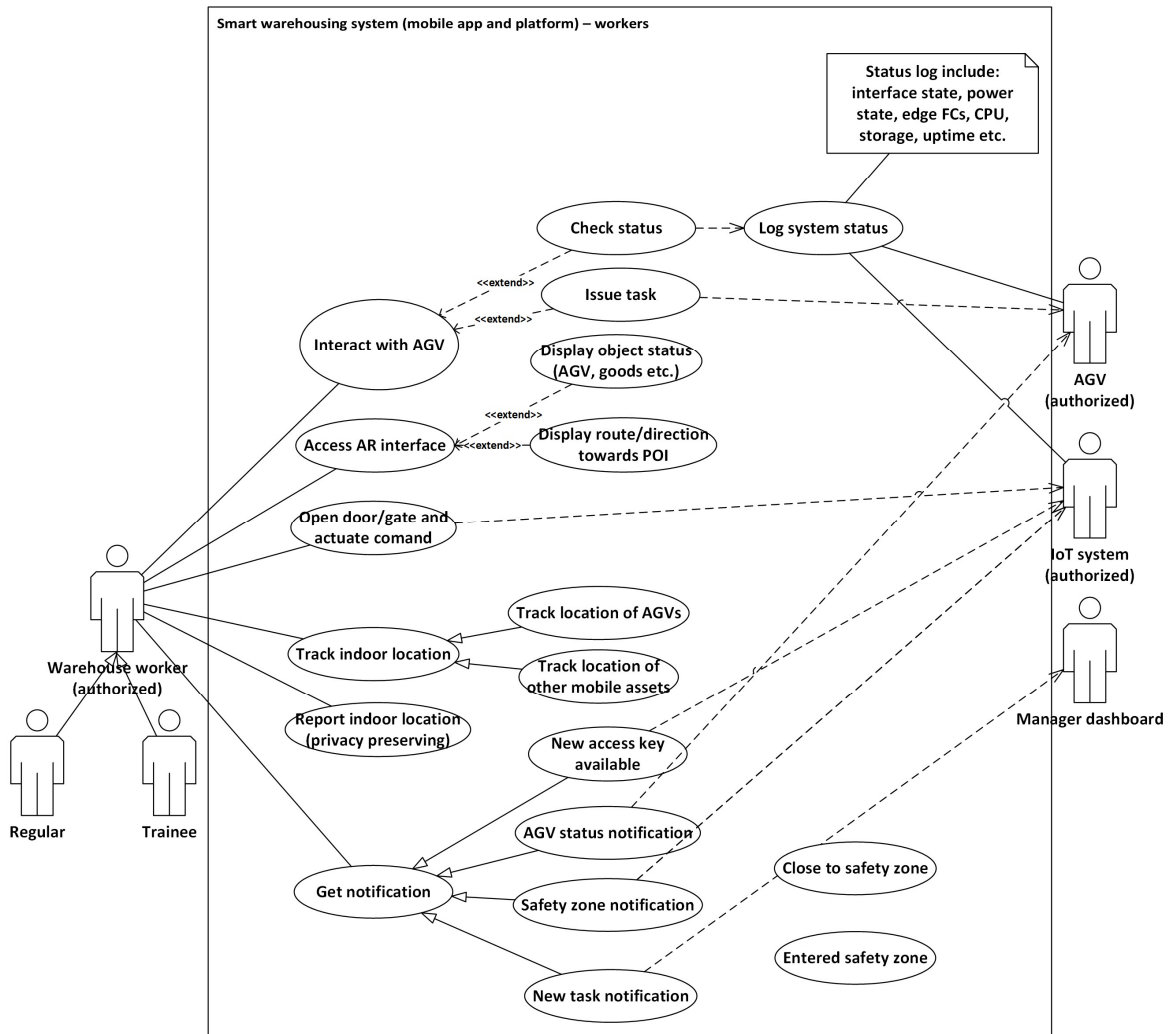 Smart warehousing system (mobile app and platform) – workers
Status log include:
interface state, power
state, edge FCs, CPU,
storage, uptime etc.
Check status
Log system status
<<extend>>
Issue task
<<extend>>
Interact with AGV
Display object status
(AGV, goods etc.)
AGV
(authorized)
<<extend>>
Access AR interface
<<extend>>
Display route/direction
towards POI
Open door/gate and
actuate comand
IoT system
(authorized)
Track location of AGVs
Track indoor location
Warehouse worker
(authorized)
Track location of
other mobile assets
Report indoor location
(privacy preserving)
Manager dashboard
New access key
available
Regular
Trainee
AGV status notification
Close to safety zone
Get notification
Safety zone notification
Entered safety zone
New task notification